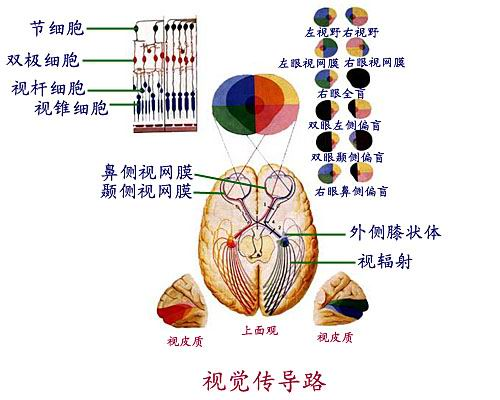 节细胞
双极细胞
视杆细胞
视锥细胞
左视野 右视野
左眼视网膜 右眼视网膜
右眼全盲
双眼左侧偏盲
双眼颞侧偏盲
右眼鼻侧偏盲
鼻侧视网膜
颞侧视网膜
外侧膝状体
视辐射
视皮质
上面观
视皮质
视觉传导路